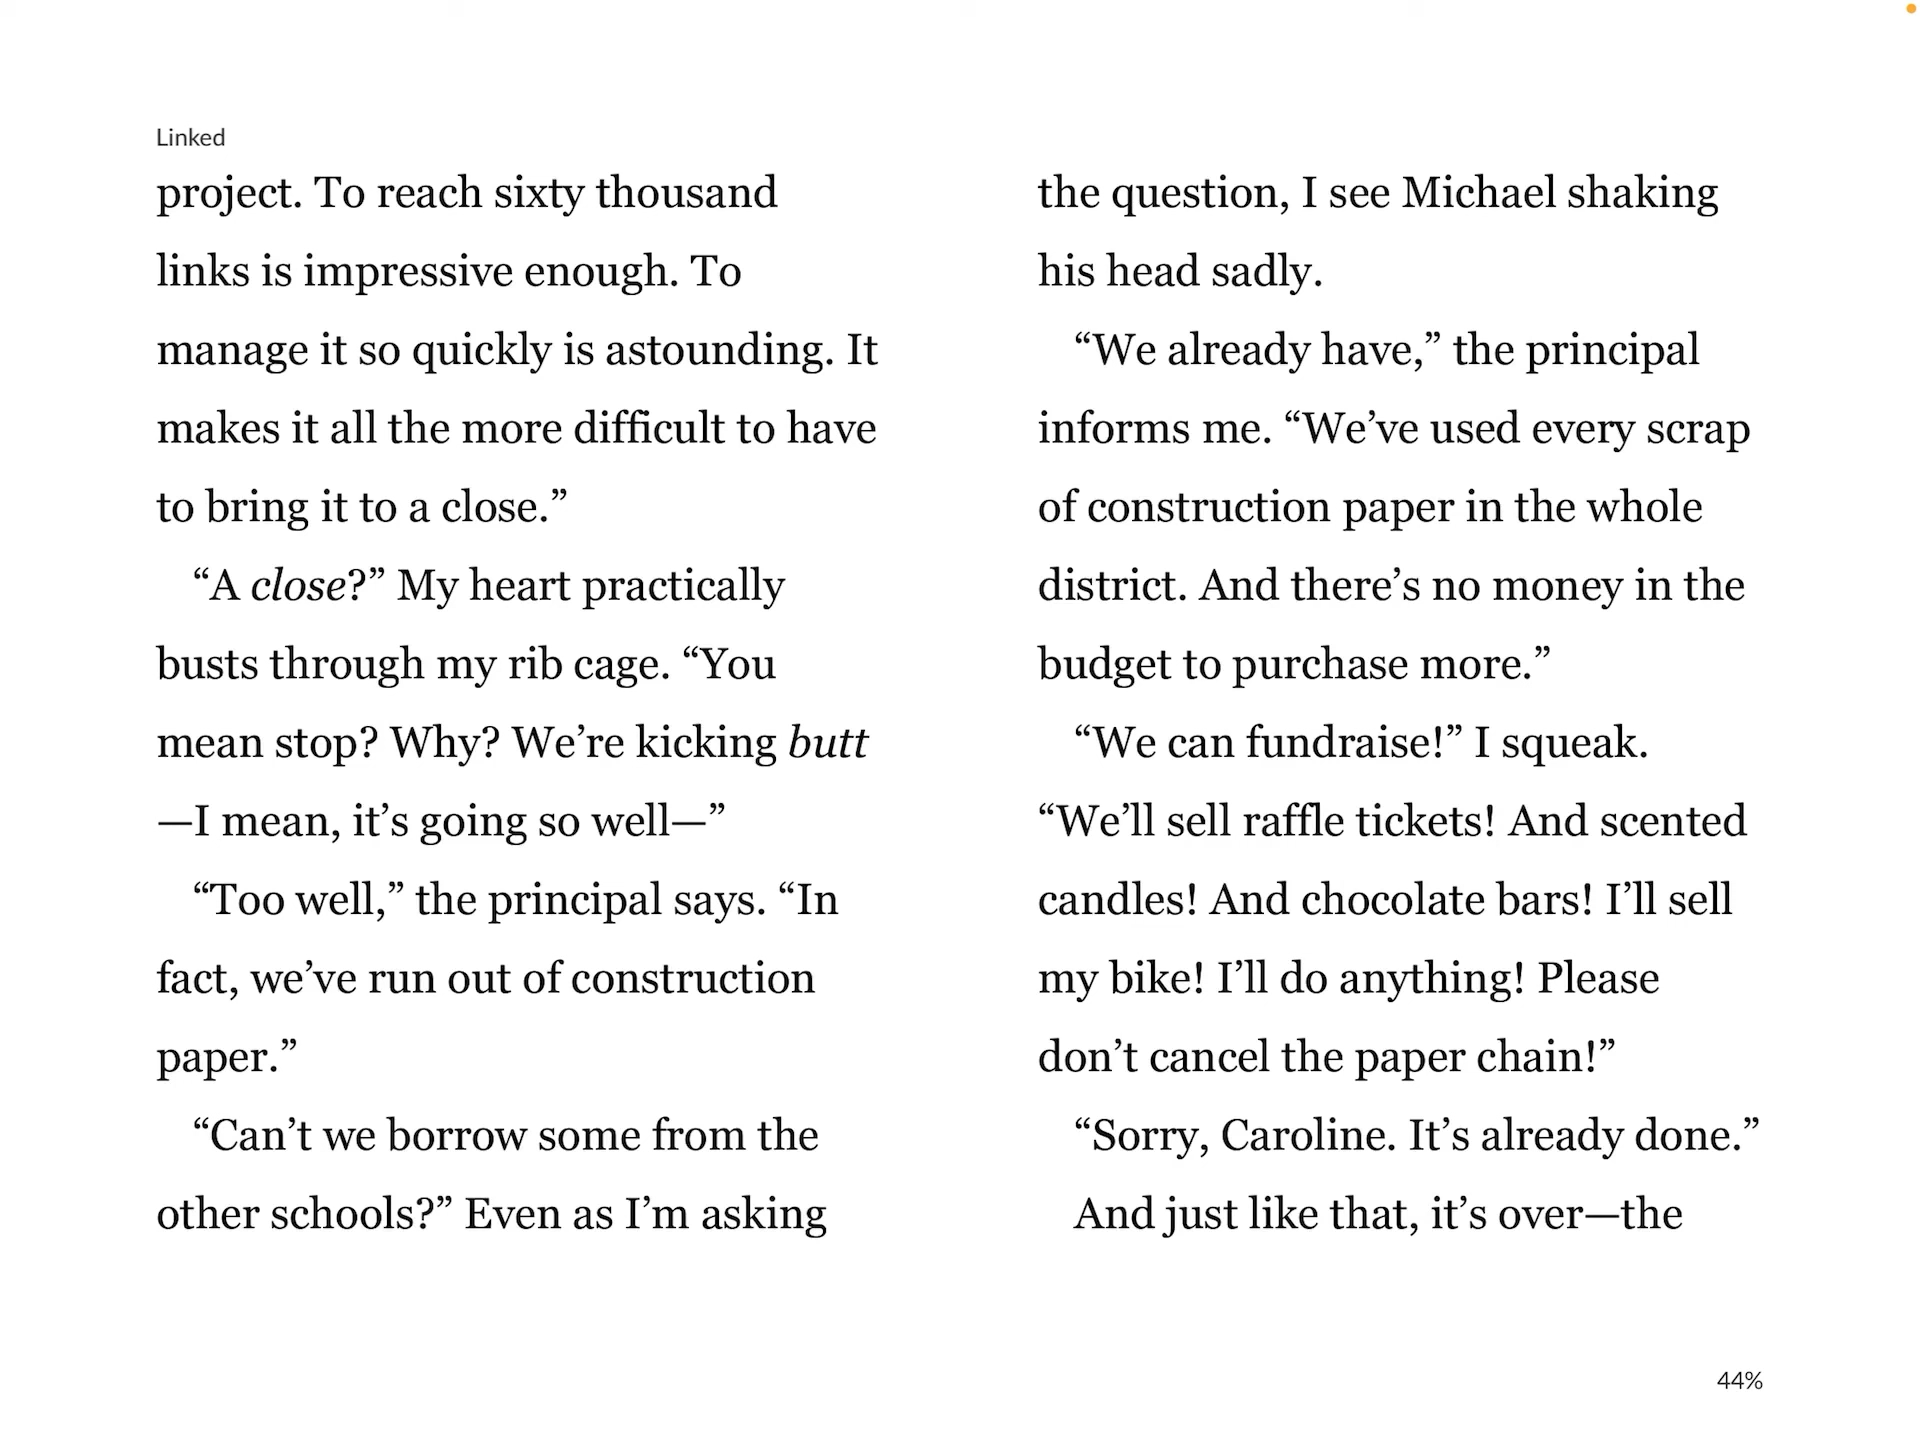 Linked
project. To reach sixty thousand
links is impressive enough. To
manage it so quickly is astounding. It
makes it all the more difficult to have
to bring it to a close.”
“A close?” My heart practically
busts through my rib cage. “You
mean stop? Why? We’re kicking butt
—I mean, it’s going so well—”
“Too well,” the principal says. “In
fact, we’ve run out of construction
paper.”
“Can’t we borrow some from the
other schools?” Even as I’m asking
the question, I see Michael shaking
his head sadly.
“We already have,” the principal
informs me. “We’ve used every scrap
of construction paper in the whole
district. And there’s no money in the
budget to purchase more.”
“We can fundraise!” I squeak.
“We’ll sell raffle tickets! And scented
candles! And chocolate bars! I’ll sell
my bike! I’ll do anything! Please
don’t cancel the paper chain!”
“Sorry, Caroline. It’s already done.”
And just like that, it’s over—the
44%